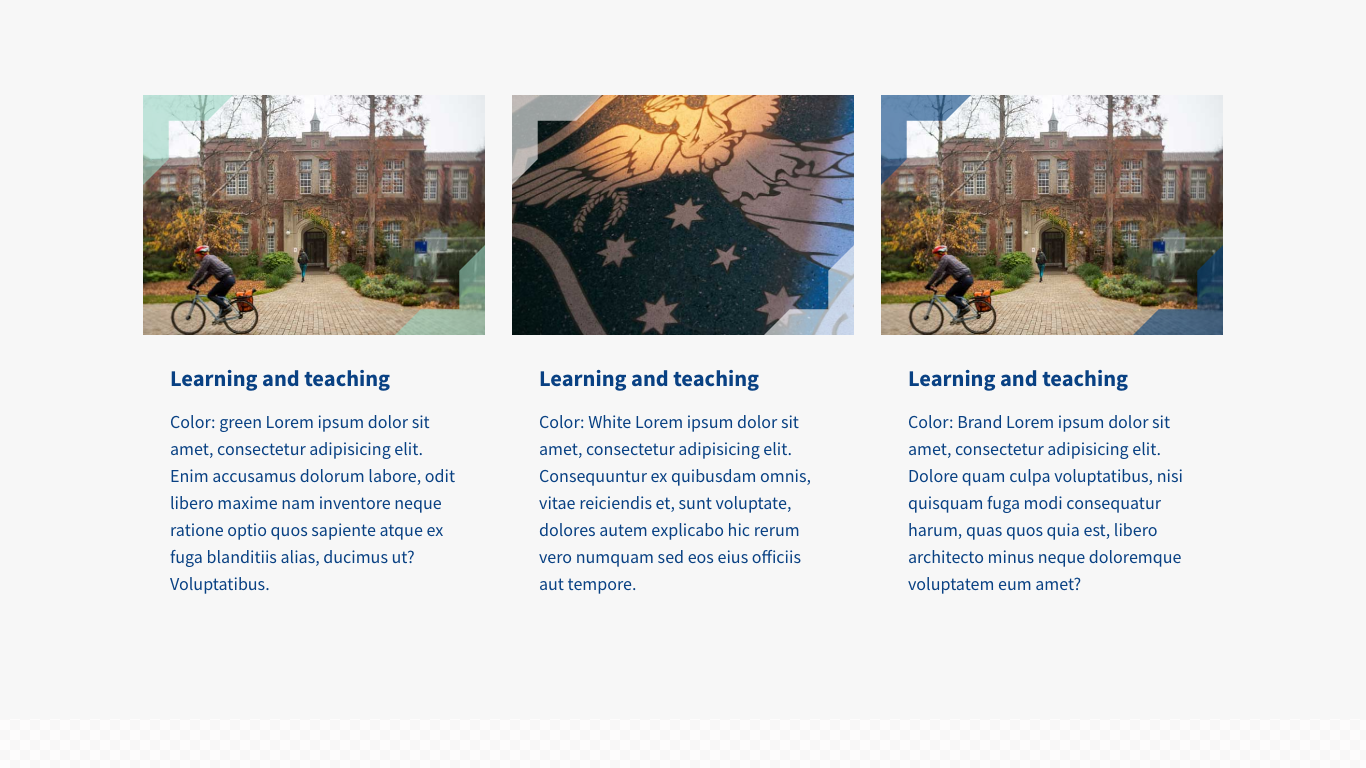 Learning and teaching
Color: green Lorem ipsum dolor sit
amet, consectetur adipisicing elit.
Enim accusamus dolorum labore, odit
libero maxime nam inventore neque
ratione optio quos sapiente atque ex
fuga blanditiis alias, ducimus ut?
Voluptatibus.
Learning and teaching
Color: White Lorem ipsum dolor sit
amet, consectetur adipisicing elit.
Consequuntur ex quibusdam omnis,
vitae reiciendis et, sunt voluptate,
dolores autem explicabo hic rerum
vero numquam sed eos eius officiis
aut tempore.
Learning and teaching
Color: Brand Lorem ipsum dolor sit
amet, consectetur adipisicing elit.
Dolore quam culpa voluptatibus, nisi
quisquam fuga modi consequatur
harum, quas quos quia est, libero
architecto minus neque doloremque
voluptatem eum amet?